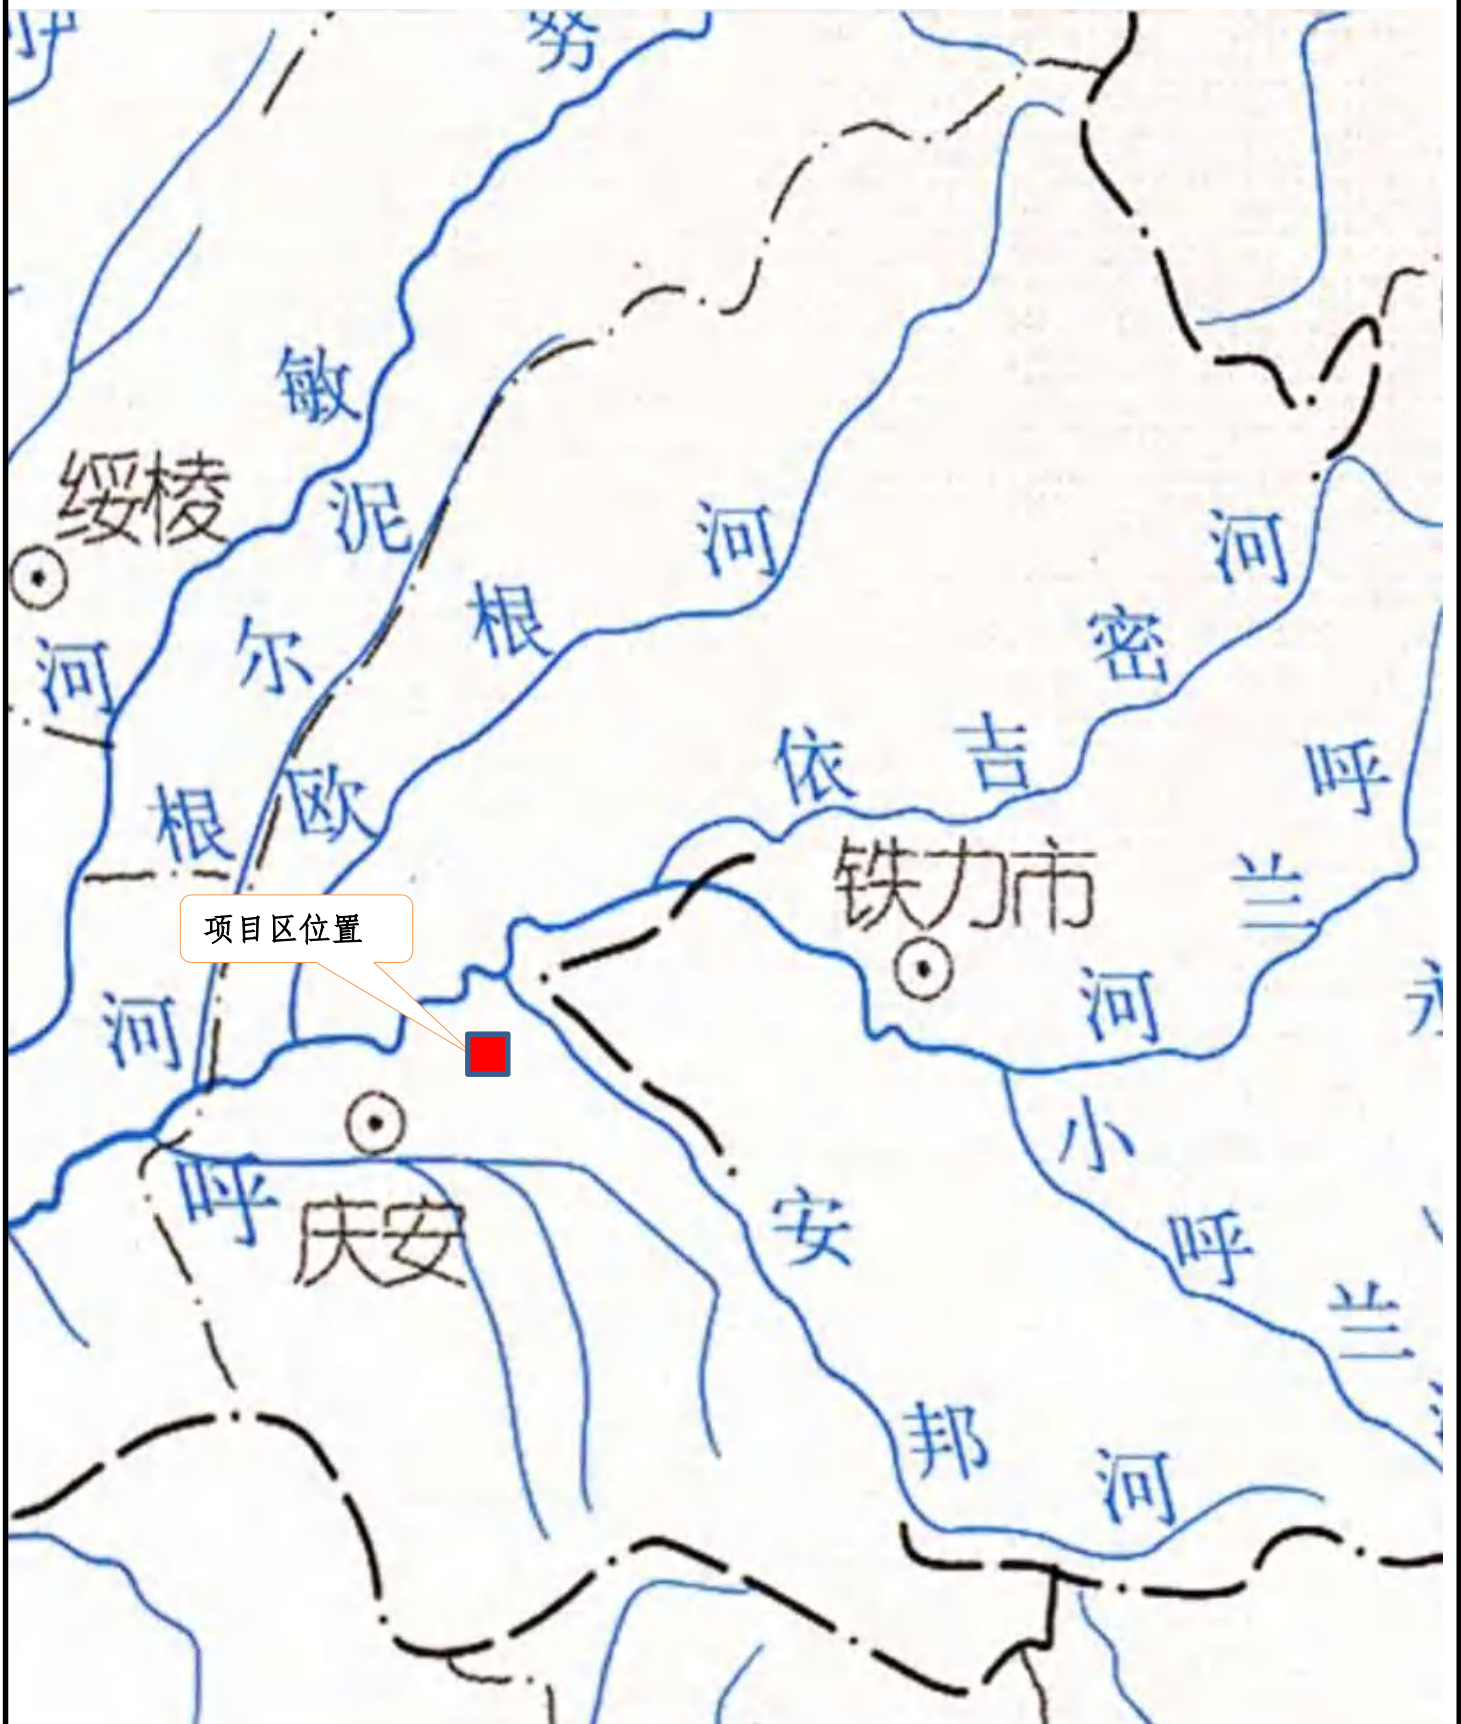 努
敏
河
绥棱
泥
尔
根
河
欧
根
河
依
吉
密
河
铁力市
呼
兰
河
项目区位置
呼
庆安
小
呼
兰
安
邦
河